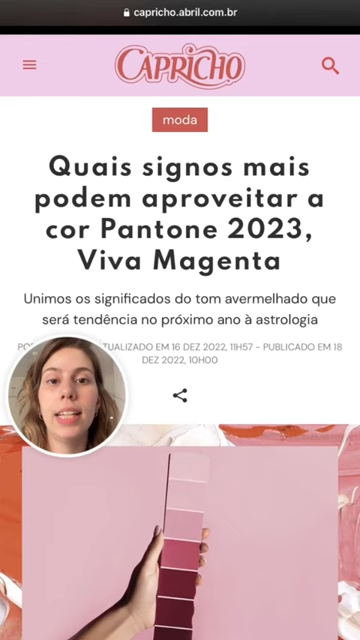 capricho.abril.com.br
CAPRICHO
moda
Quais signos mais
podem aproveitar a
cor Pantone 2023,
Viva Magenta
Unimos os significados do tom avermelhado que
será tendência no próximo ano à astrologia
EM 16 DEZ 2022, 11H57 - PUBLICADO EM 18
DEZ 2022, 10H00